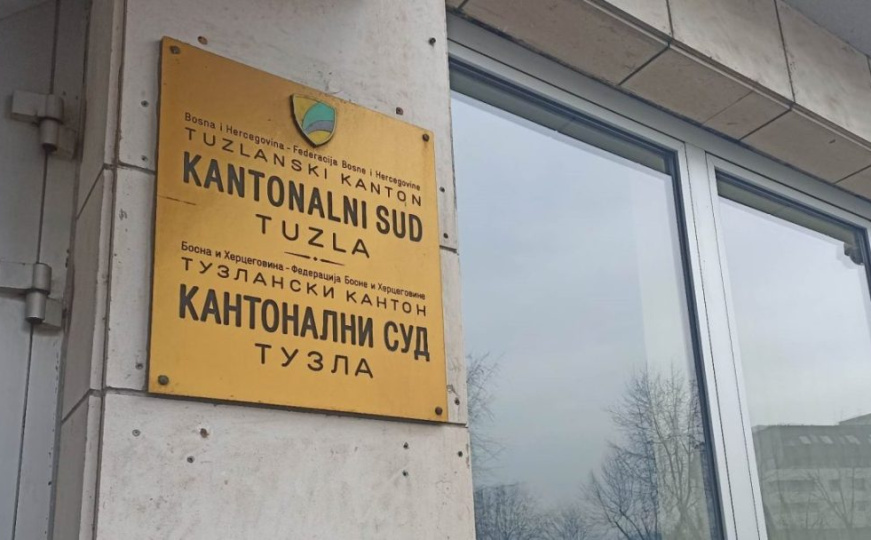 Bosna i Hercegovina - Federacija Bosne i Hercegovine
TUZLANSKI KANTON
KANTONALNI SUD
TUZLA
Босна и Херцеговина - Федерација Босне и Херцеговине
ТУЗЛАНСКИ КАНТОН
КАНТОНАЛНИ СУД
ТУЗЛА